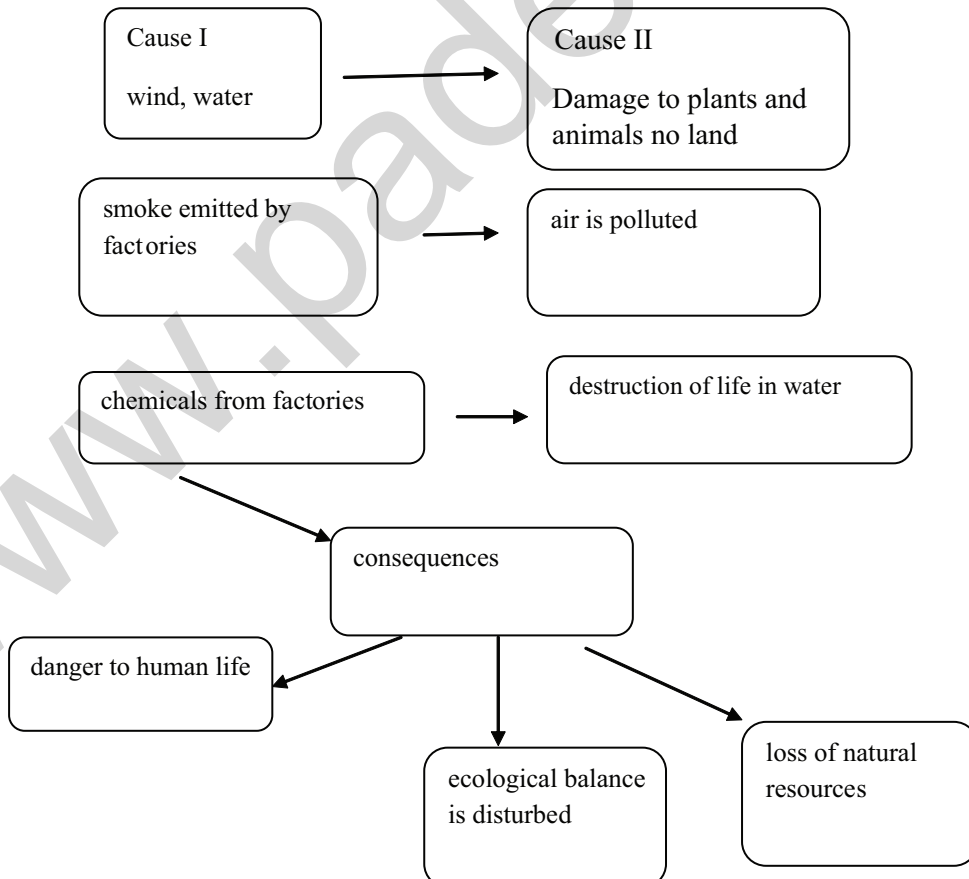 Cause I
wind, water
Cause II
Damage to plants and
animals no land
smoke emitted by
factories
air is polluted
chemicals from factories
destruction of life in water
consequences
danger to human life
ecological balance
is disturbed
loss of natural
resources
www.pade